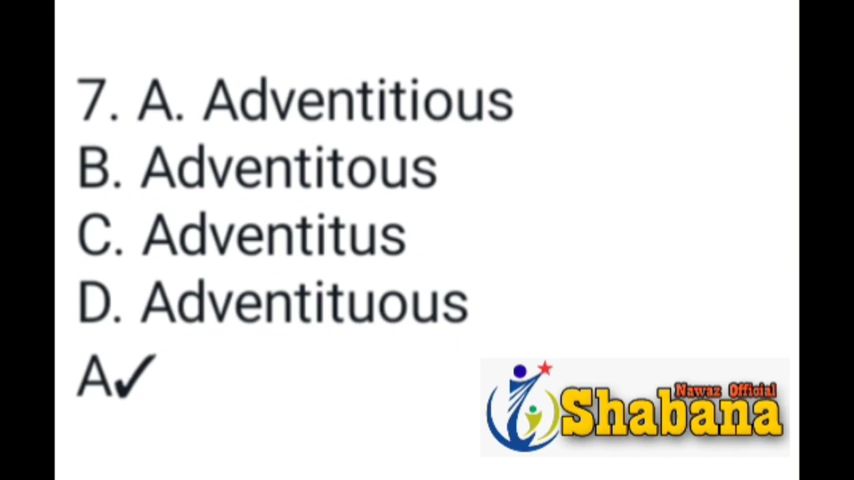 7. A. Adventitious
B. Adventitous
C. Adventitus
D. Adventituous
A✓
Nawaz Official
Shabana